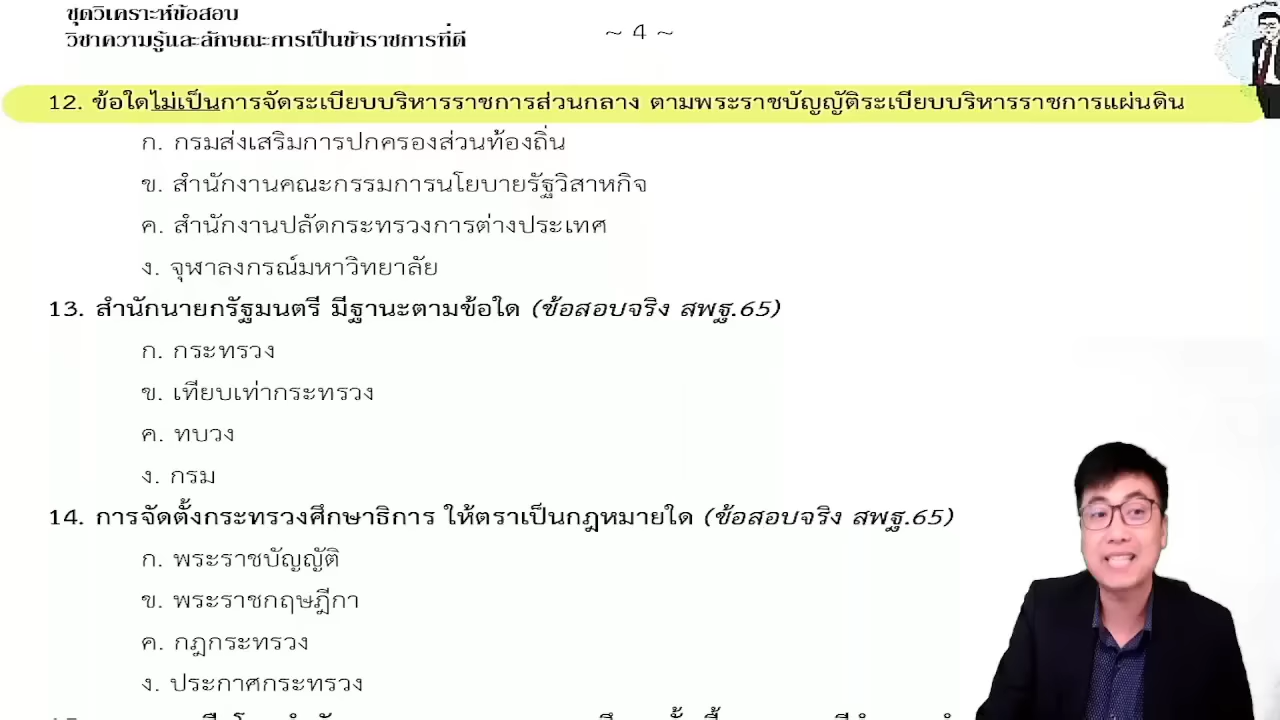 ชุดวิเคราะห์ข้อสอบ
วิชาความรู้และลักษณะการเป็นข้าราชการที่ดี
~ 4 ~
12. ข้อใดไม่เป็นการจัดระเบียบบริหารราชการส่วนกลาง ตามพระราชบัญญัติระเบียบบริหารราชการแผ่นดิน
ก. กรมส่งเสริมการปกครองส่วนท้องถิ่น
ข. สำนักงานคณะกรรมการนโยบายรัฐวิสาหกิจ
ค. สำนักงานปลัดกระทรวงการต่างประเทศ
ง. จุฬาลงกรณ์มหาวิทยาลัย
13. สำนักนายกรัฐมนตรี มีฐานะตามข้อใด (ข้อสอบจริง สพฐ.65)
ก. กระทรวง
ข. เทียบเท่ากระทรวง
ค. ทบวง
ง. กรม
14. การจัดตั้งกระทรวงศึกษาธิการ ให้ตราเป็นกฎหมายใด (ข้อสอบจริง สพฐ.65)
ก. พระราชบัญญัติ
ข. พระราชกฤษฎีกา
ค. กฎกระทรวง
ง. ประกาศกระทรวง